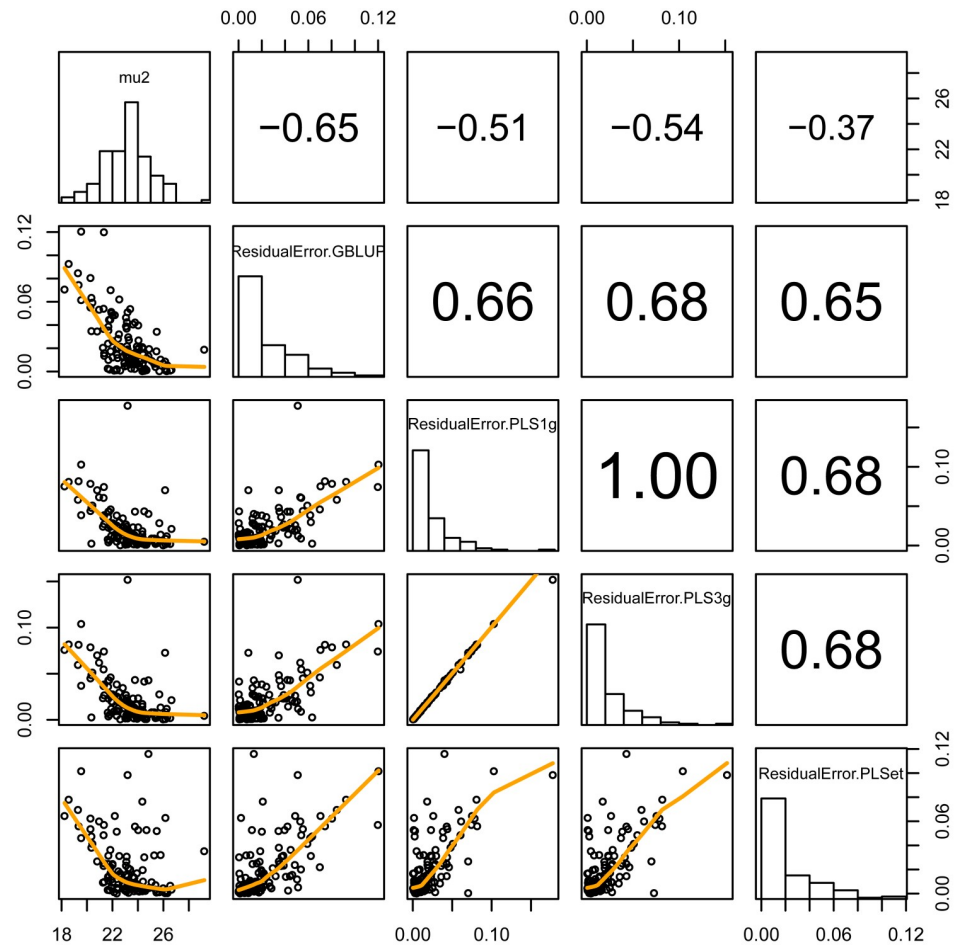 0.00 0.06 0.12 0.00 0.10
mu2
−0.65
−0.51
−0.54
−0.37
18 22 26
0.00 0.06 0.12
ResidualError.GBLUP
0.66
0.68
0.65
ResidualError.PLS1g
1.00
0.68
0.00 0.10
0.00 0.10
ResidualError.PLS3g
0.68
ResidualError.PLSet
0.00 0.06 0.12
18 22 26 0.00 0.10 0.00 0.06 0.12